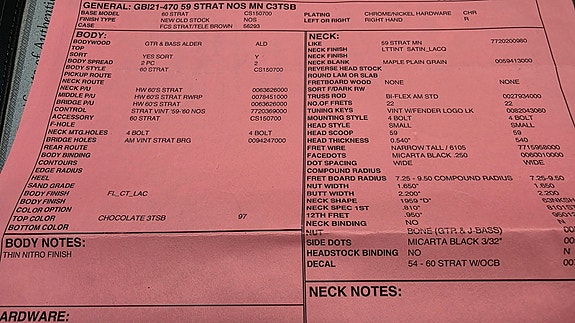 GENERAL: GBI21-470 59 STRAT NOS MN C3TSB
BASE MODEL 60 STRAT CS150700 PLATING CHROME/NICKEL HARDWARE CHR
FINISH TYPE NEW OLD STOCK NOS LEFT OR RIGHT RIGHT HAND R
CASE FCS STRAT/TELE BROWN 66293
BODY:
BODYWOOD GTR & BASS ALDER ALD
TOP
SORT YES SORT Y
BODY SPREAD 2 PC 2
BODY STYLE 60 STRAT CS150700
PICKUP ROUTE
NECK ROUTE
NECK P/U HW 60'S STRAT 0063626000
MIDDLE P/U HW 60'S STRAT RWRP 0078451000
BRIDGE P/U HW 60'S STRAT 0063626000
CONTROL STRAT VINT '59-'60 NOS 7720369000
ACCESSORY 60 STRAT CS150700
F-HOLE
NECK MTG.HOLES 4 BOLT 4 BOLT
BRIDGE HOLES AM VINT STRAT BRG 0094247000
REAR ROUTE
BODY BINDING
CONTOURS
EDGE RADIUS
HEEL
SAND GRADE
BODY FINISH FL_CT_LAC
BODY FINISH
COLOR OPTION
TOP COLOR CHOCOLATE 3TSB 97
BOTTOM COLOR
BODY NOTES:
THIN NITRO FINISH
ARDWARE:
NECK:
LIKE 59 STRAT MN 7720200980
NECK FINISH LTTINT_SATIN_LACQ
NECK FINISH
NECK BLANK MAPLE PLAIN GREAN 0059413000
REVERSE HEAD STOCK
ROUND LAM OR SLAB
FRETBOARD WOOD NONE NONE
SORT F/DARK RW
TRUSS ROD BI-FLEX AM STD 0027934000
NO.OF FRETS 22 22
TUNING KEYS VINT W/FENDER LOGO LK 0082043060
MOUNTING STYLE 4 BOLT 4 BOLT
HEAD STYLE SMALL SMALL
HEAD SCOOP 59 59
HEAD THICKNESS 0.540" 540
FRET WIRE NARROW TALL / 6105 7715958000
FACEDOTS MICARTA BLACK .250 0060010000
DOT SPACING WIDE WIDE
COMPOUND RADIUS
FRET BOARD RADIUS 7.25 - 9.50 COMPOUND RADIUS 7.25-9.50
NUT WIDTH 1.650" 1.650"
BUTT WIDTH 2.200" 2.200"
NECK SHAPE 1959 "D"
NECK SPEC 1ST .810"
12TH FRET .950"
NECK BINDING NO N
NUT BONE (GTR & J-BASS)
SIDE DOTS MICARTA BLACK 3/32"
HEADSTOCK BINDING NO
DECAL 54 - 60 STRAT W/OCB
NECK NOTES: